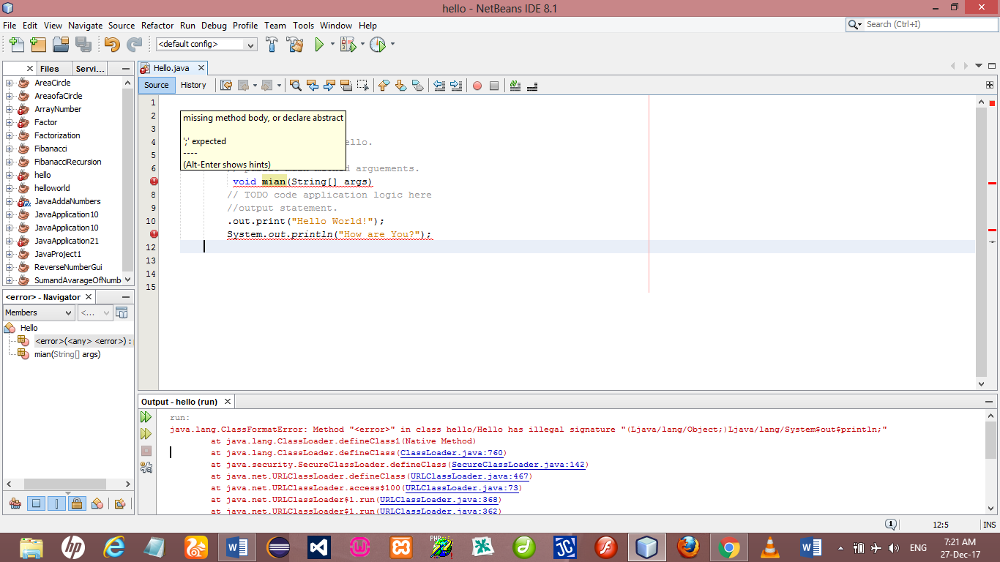 hello - NetBeans IDE 8.1
File Edit View Navigate Source Refactor Run Debug Profile Team Tools Window Help
Search (Ctrl+I)
<default config>
Files Servi...
AreaCircle
AreaofaCircle
ArrayNumber
Factor
Factorization
Fibanacci
FibanacciRecursion
hello
helloworld
JavaAddaNumbers
JavaApplication10
JavaApplication10
JavaApplication21
JavaProject1
ReverseNumberGui
SumandAvarageOfNumb
<error> - Navigator
Members <...
Hello
<error>(<any> <error>) :
mian(String[] args)
Hello.java
Source History
1
2
missing method body, or declare abstract
3
';' expected
4 ello.
----
5
(Alt-Enter shows hints)
6 arguements.
void mian(String[] args)
8 // TODO code application logic here
9 //output statement.
10 .out.print("Hello World!");
System.out.println("How are You?");
12
13
14
15
Output - hello (run)
run:
java.lang.ClassFormatError: Method "<error>" in class hello/Hello has illegal signature "(Ljava/lang/Object;)Ljava/lang/System$out$println;"
at java.lang.ClassLoader.defineClass1(Native Method)
at java.lang.ClassLoader.defineClass(ClassLoader.java:760)
at java.security.SecureClassLoader.defineClass(SecureClassLoader.java:142)
at java.net.URLClassLoader.defineClass(URLClassLoader.java:467)
at java.net.URLClassLoader.access$100(URLClassLoader.java:73)
at java.net.URLClassLoader$1.run(URLClassLoader.java:368)
at java.net.URLClassLoader$1.run(URLClassLoader.java:362)
1 12:5 INS
PHP
ENG
7:21 AM
27-Dec-17